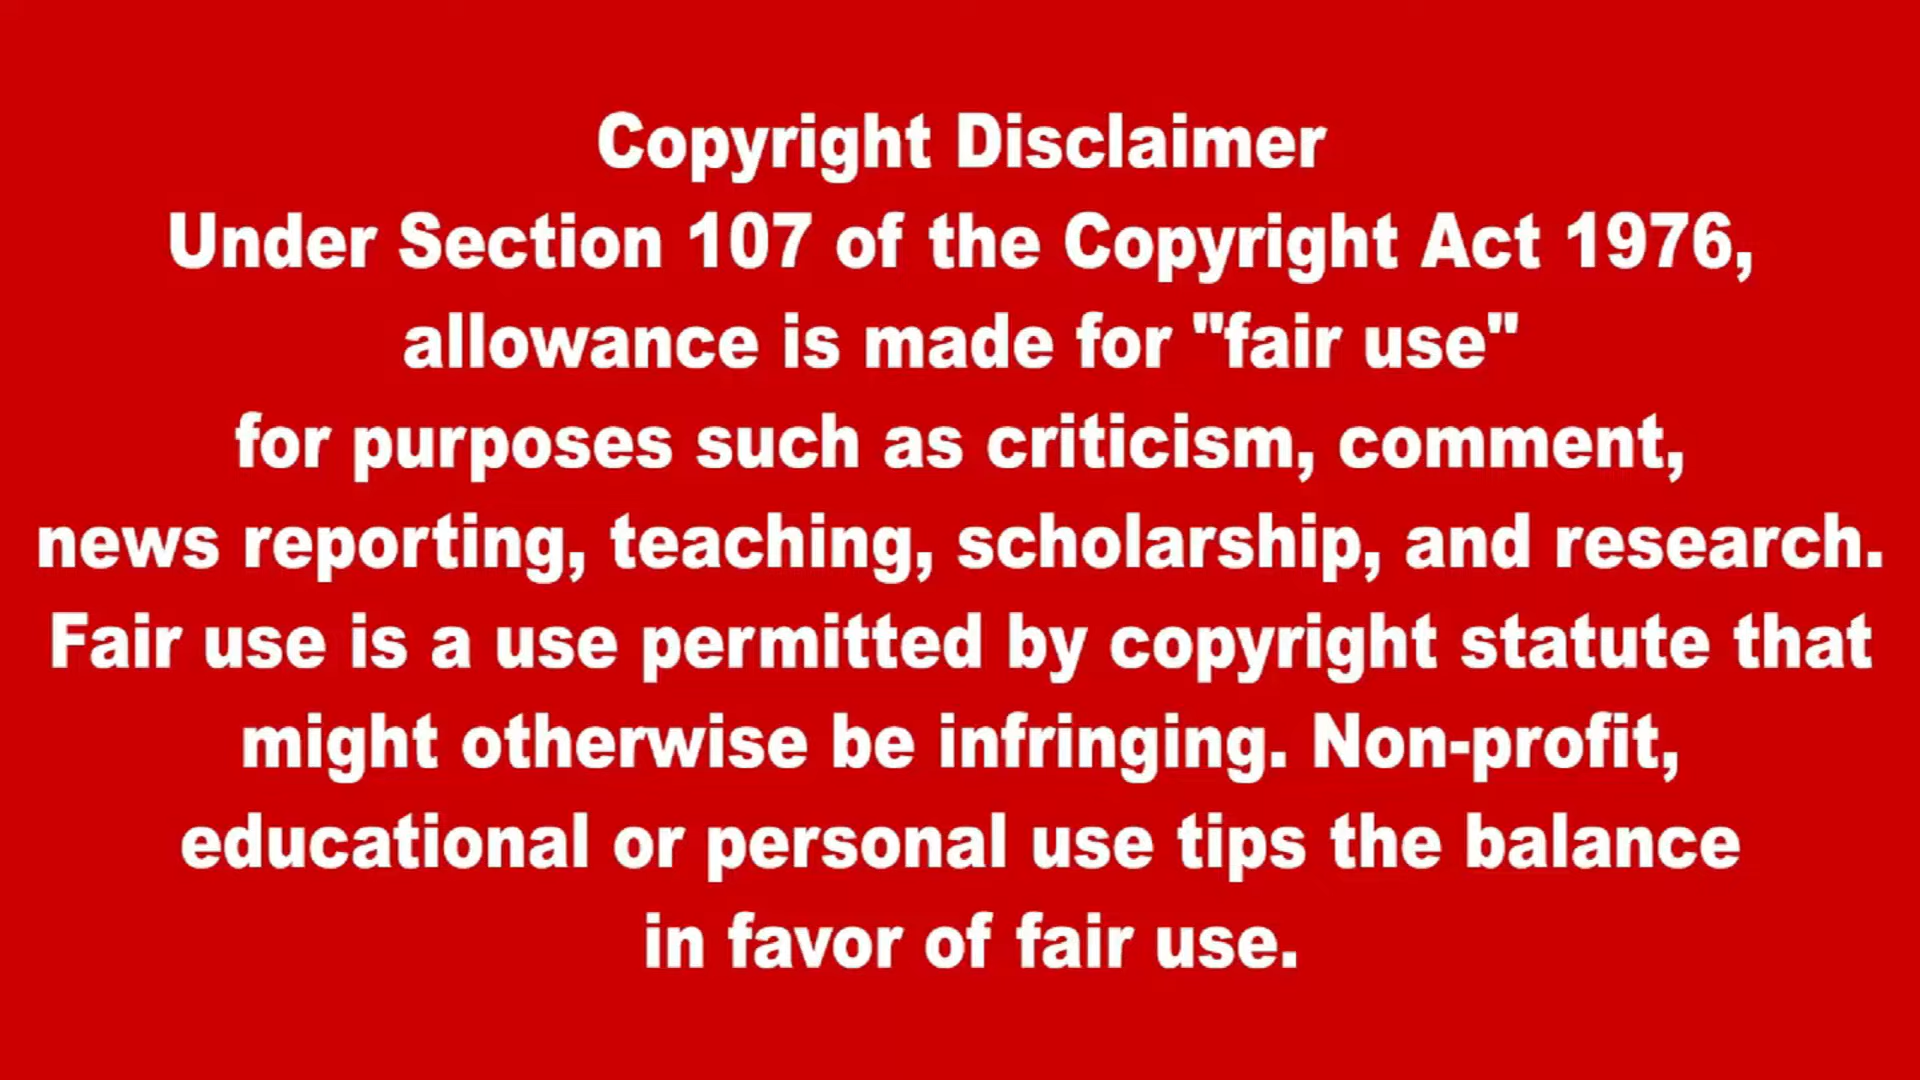 Copyright Disclaimer
Under Section 107 of the Copyright Act 1976,
allowance is made for "fair use"
for purposes such as criticism, comment,
news reporting, teaching, scholarship, and research.
Fair use is a use permitted by copyright statute that
might otherwise be infringing. Non-profit,
educational or personal use tips the balance
in favor of fair use.